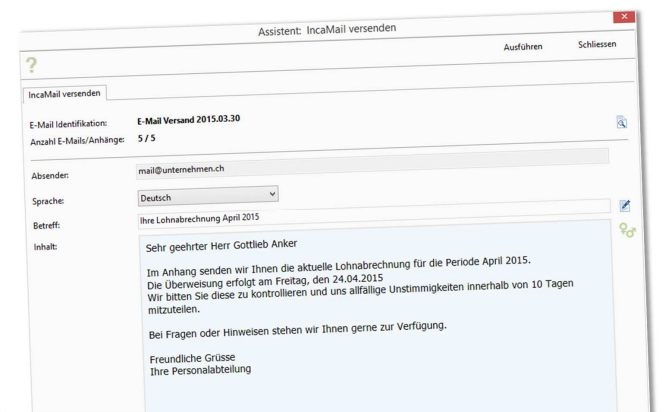 Assistent: IncaMail versenden
?
Ausführen Schliessen
IncaMail versenden
E-Mail Identifikation: E-Mail Versand 2015.03.30
Anzahl E-Mails/Anhänge: 5 / 5
Absender: mail@unternehmen.ch
Sprache: Deutsch
Betreff: Ihre Lohnabrechnung April 2015
Inhalt: Sehr geehrter Herr Gottlieb Anker
Im Anhang senden wir Ihnen die aktuelle Lohnabrechnung für die Periode April 2015.
Die Überweisung erfolgt am Freitag, den 24.04.2015
Wir bitten Sie diese zu kontrollieren und uns allfällige Unstimmigkeiten innerhalb von 10 Tagen
mitzuteilen.
Bei Fragen oder Hinweisen stehen wir Ihnen gerne zur Verfügung.
Freundliche Grüsse
Ihre Personalabteilung